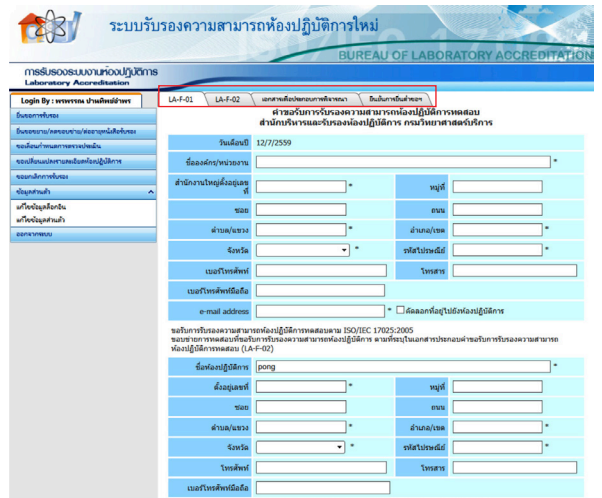 ระบบรับรองความสามารถห้องปฏิบัติการใหม่
BUREAU OF LABORATORY ACCREDITATION
การรับรองระบบงานห้องปฏิบัติการ
Laboratory Accreditation
Login By : พรพรรณ ปานทิพย์อำพร
ยื่นขอการรับรอง
ยื่นขอขยาย/ลดขอบข่าย/ต่ออายุหนังสือรับรอง
ขอเลื่อนกำหนดการตรวจประเมิน
ขอเปลี่ยนแปลงรายละเอียดห้องปฏิบัติการ
ขอยกเลิกการรับรอง
ข้อมูลส่วนตัว
แก้ไขข้อมูลล็อกอิน
แก้ไขข้อมูลส่วนตัว
ออกจากระบบ
LA-F-01 LA-F-02 เอกสารเพื่อประกอบการพิจารณา ยืนยันการยื่นคำขอฯ
คำขอรับการรับรองความสามารถห้องปฏิบัติการทดสอบ
สำนักบริหารและรับรองห้องปฏิบัติการ กรมวิทยาศาสตร์บริการ
วันเดือนปี 12/7/2559
ชื่อองค์กร/หน่วยงาน *
สำนักงานใหญ่ตั้งอยู่เลขที่ * หมู่ที่
ซอย ถนน
ตำบล/แขวง * อำเภอ/เขต *
จังหวัด * รหัสไปรษณีย์ *
เบอร์โทรศัพท์ โทรสาร
เบอร์โทรศัพท์มือถือ
e-mail address * คัดลอกที่อยู่ไปยังห้องปฏิบัติการ
ขอรับการรับรองความสามารถห้องปฏิบัติการทดสอบตาม ISO/IEC 17025:2005
ขอบข่ายการทดสอบที่ขอรับการรับรองความสามารถห้องปฏิบัติการ ตามที่ระบุในเอกสารประกอบคำขอรับการรับรองความสามารถ
ห้องปฏิบัติการทดสอบ (LA-F-02)
ชื่อห้องปฏิบัติการ pong *
ตั้งอยู่เลขที่ * หมู่ที่
ซอย ถนน
ตำบล/แขวง * อำเภอ/เขต *
จังหวัด * รหัสไปรษณีย์ *
โทรศัพท์ โทรสาร
เบอร์โทรศัพท์มือถือ